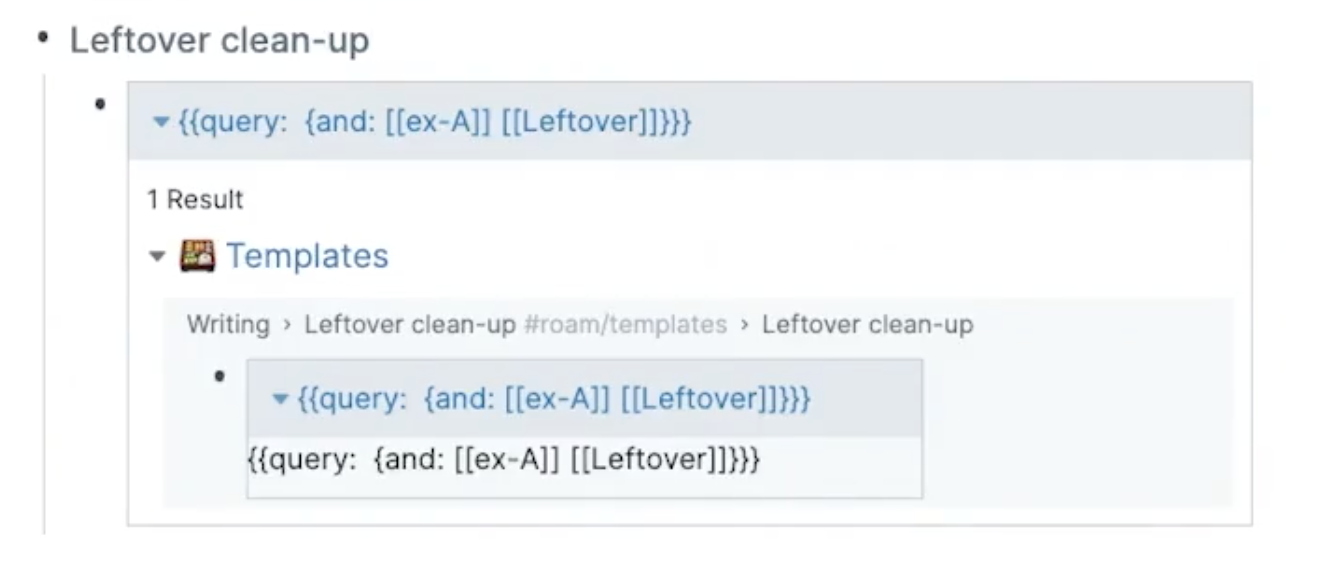 Leftover clean-up
{{query:  {and: [[ex-A]] [[Leftover]]}}}
1 Result
Templates
Writing › Leftover clean-up #roam/templates › Leftover clean-up
{{query:  {and: [[ex-A]] [[Leftover]]}}}
{{query:  {and: [[ex-A]] [[Leftover]]}}}